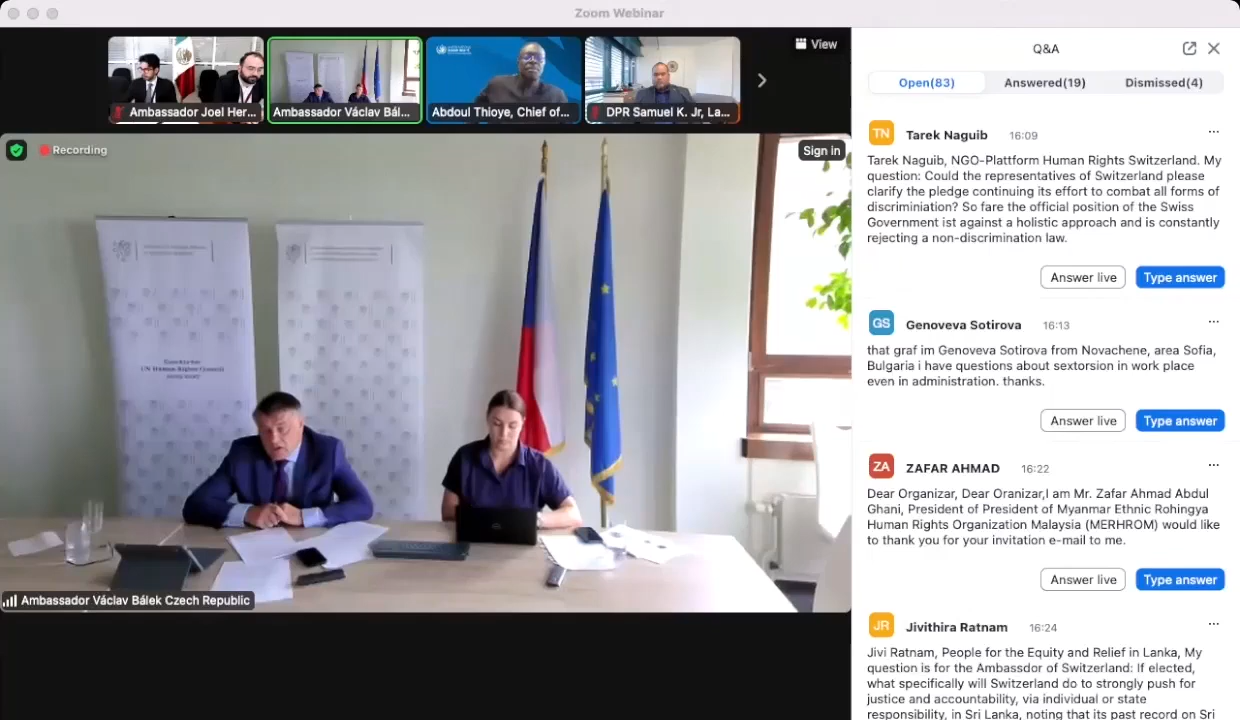 Zoom Webinar
Ambassador Joel Her...
Ambassador Václav Bál...
Abdoul Thioye, Chief of...
DPR Samuel K. Jr, La...
View
Recording
Sign in
UN Human Rights Council
Ambassador Václav Bálek Czech Republic
Q&A
Open(83)
Answered(19)
Dismissed(4)
TN
Tarek Naguib
16:09
...
Tarek Naguib, NGO-Plattform Human Rights Switzerland. My
question: Could the representatives of Switzerland please
clarify the pledge continuing its effort to combat all forms of
discriminiation? So fare the official position of the Swiss
Government ist against a holistic approach and is constantly
rejecting a non-discrimination law.
Answer live
Type answer
GS
Genoveva Sotirova
16:13
...
that graf im Genoveva Sotirova from Novachene, area Sofia,
Bulgaria i have questions about sextorsion in work place
even in administration. thanks.
Answer live
Type answer
ZA
ZAFAR AHMAD
16:22
...
Dear Organizar, Dear Oranizar,I am Mr. Zafar Ahmad Abdul
Ghani, President of President of Myanmar Ethnic Rohingya
Human Rights Organization Malaysia (MERHROM) would like
to thank you for your invitation e-mail to me.
Answer live
Type answer
JR
Jivithira Ratnam
16:24
...
Jivi Ratnam, People for the Equity and Relief in Lanka, My
question is for the Ambassdor of Switzerland: If elected,
what specifically will Switzerland do to strongly push for
justice and accountability, via individual or state
responsibility, in Sri Lanka, noting that its past record on Sri